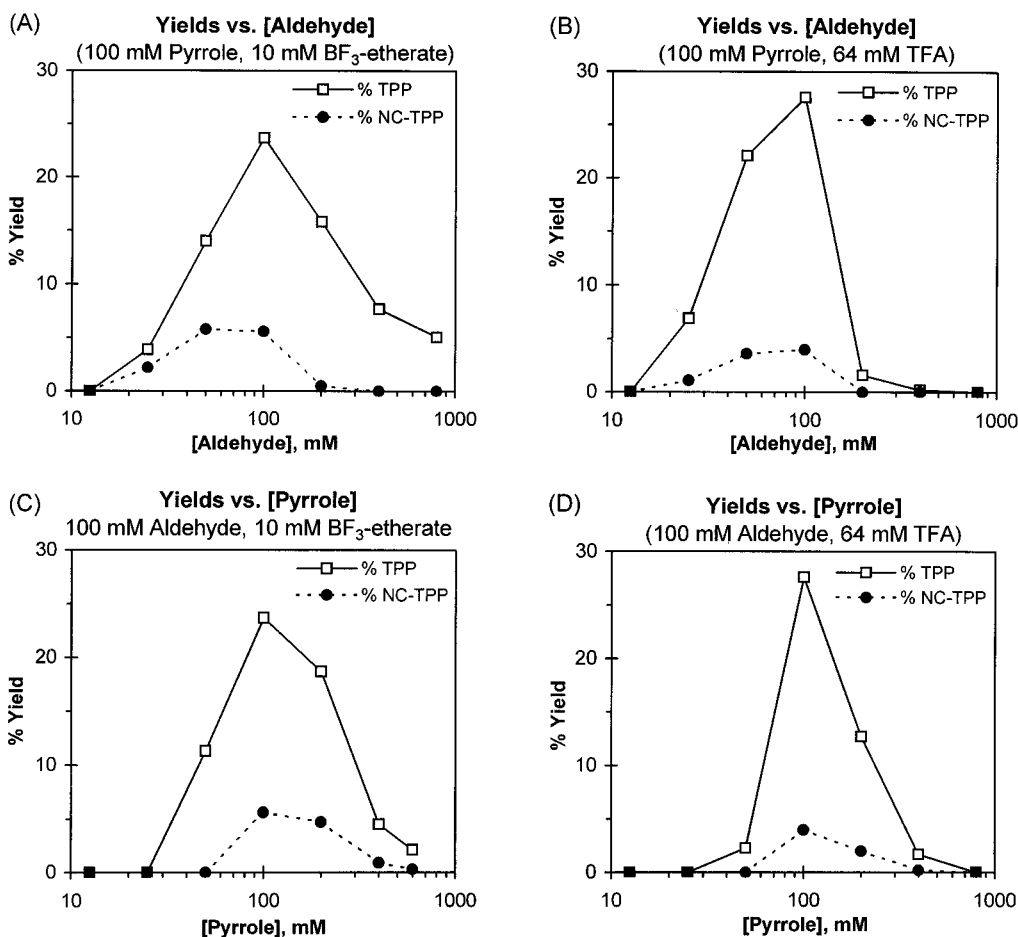 (A)
Yields vs. [Aldehyde]
(100 mM Pyrrole, 10 mM BF3-etherate)
30
20
10
0
% Yield
% TPP
% NC-TPP
10
100
1000
[Aldehyde], mM
(B)
Yields vs. [Aldehyde]
(100 mM Pyrrole, 64 mM TFA)
30
20
10
0
% Yield
% TPP
% NC-TPP
10
100
1000
[Aldehyde], mM
(C)
Yields vs. [Pyrrole]
100 mM Aldehyde, 10 mM BF3-etherate
30
20
10
0
% Yield
% TPP
% NC-TPP
10
100
1000
[Pyrrole], mM
(D)
Yields vs. [Pyrrole]
(100 mM Aldehyde, 64 mM TFA)
30
20
10
0
% Yield
% TPP
% NC-TPP
10
100
1000
[Pyrrole], mM